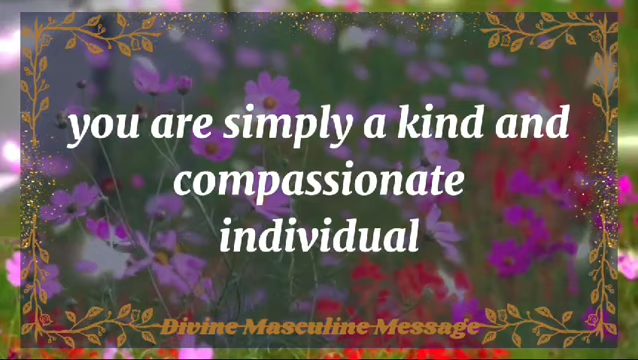 you are simply a kind and
compassionate
individual
Divine Masculine Message